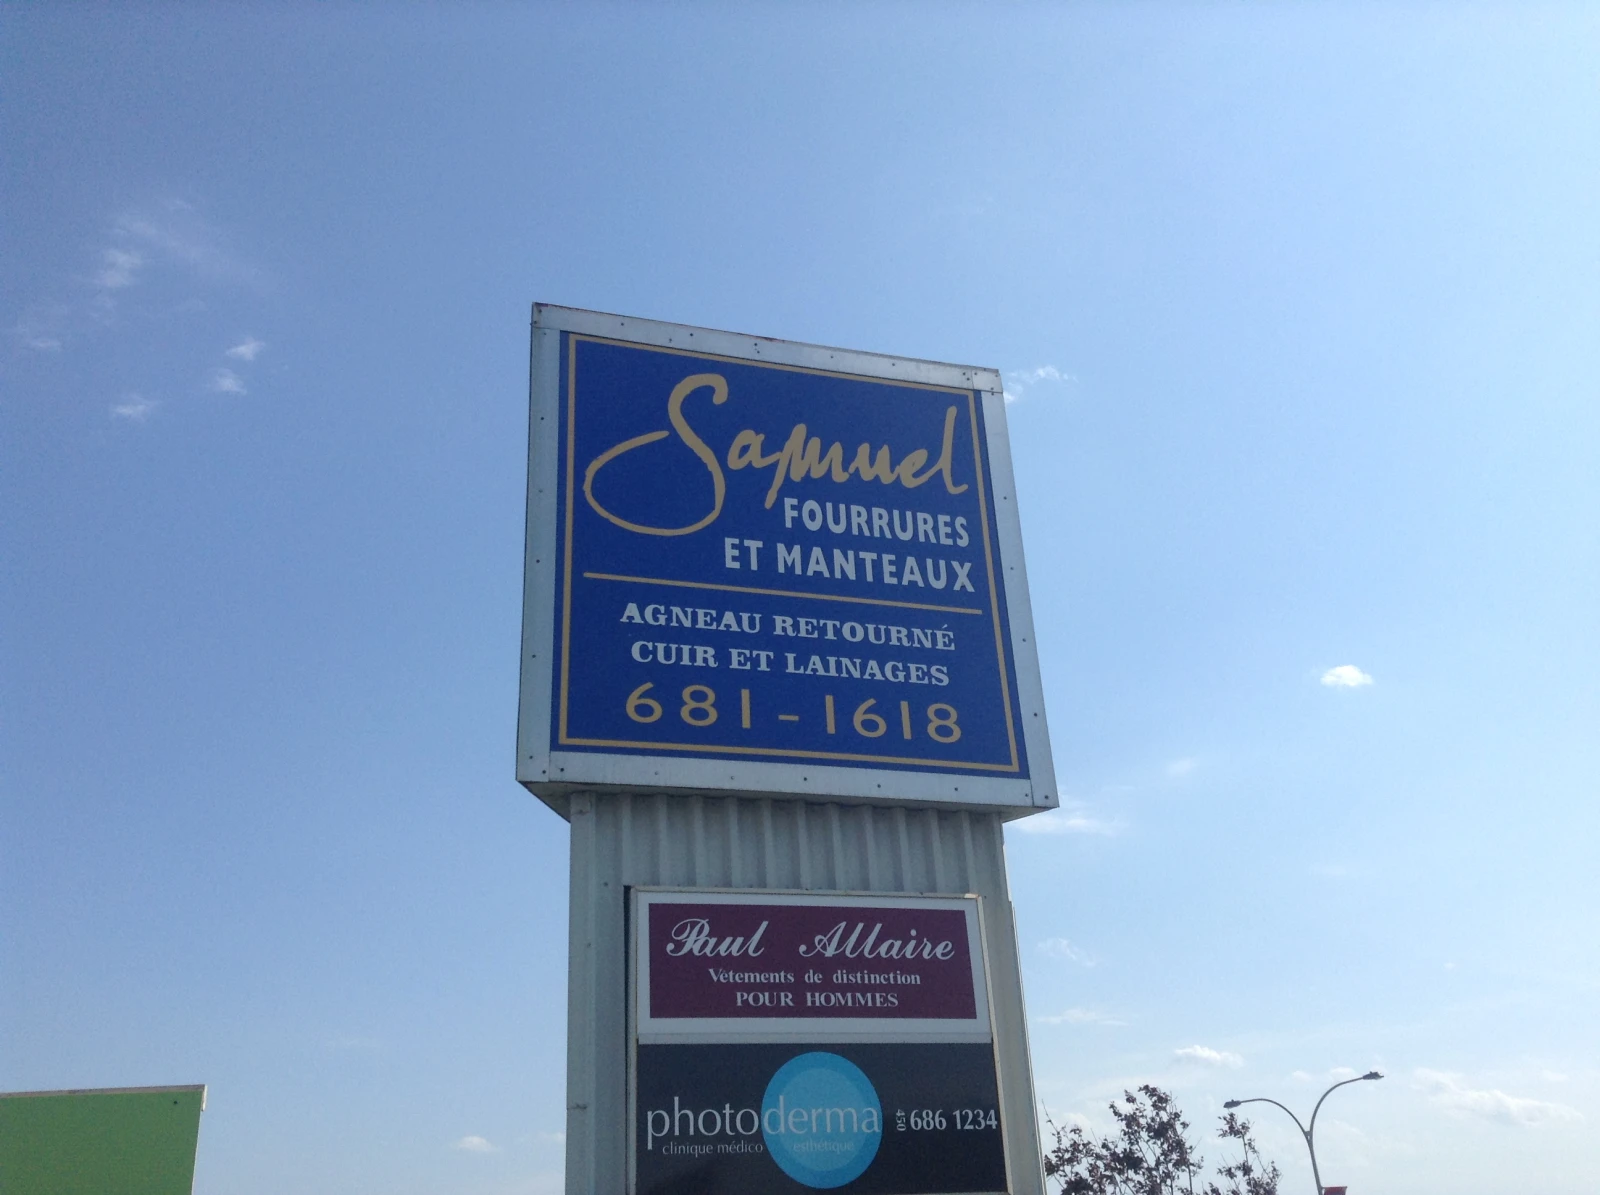 Samuel
FOURRURES
ET MANTEAUX
AGNEAU RETOURNÉ
CUIR ET LAINAGES
681-1618
Paul Allaire
Vêtements de distinction
POUR HOMMES
photoderma 450 686 1234
clinique médico esthétique